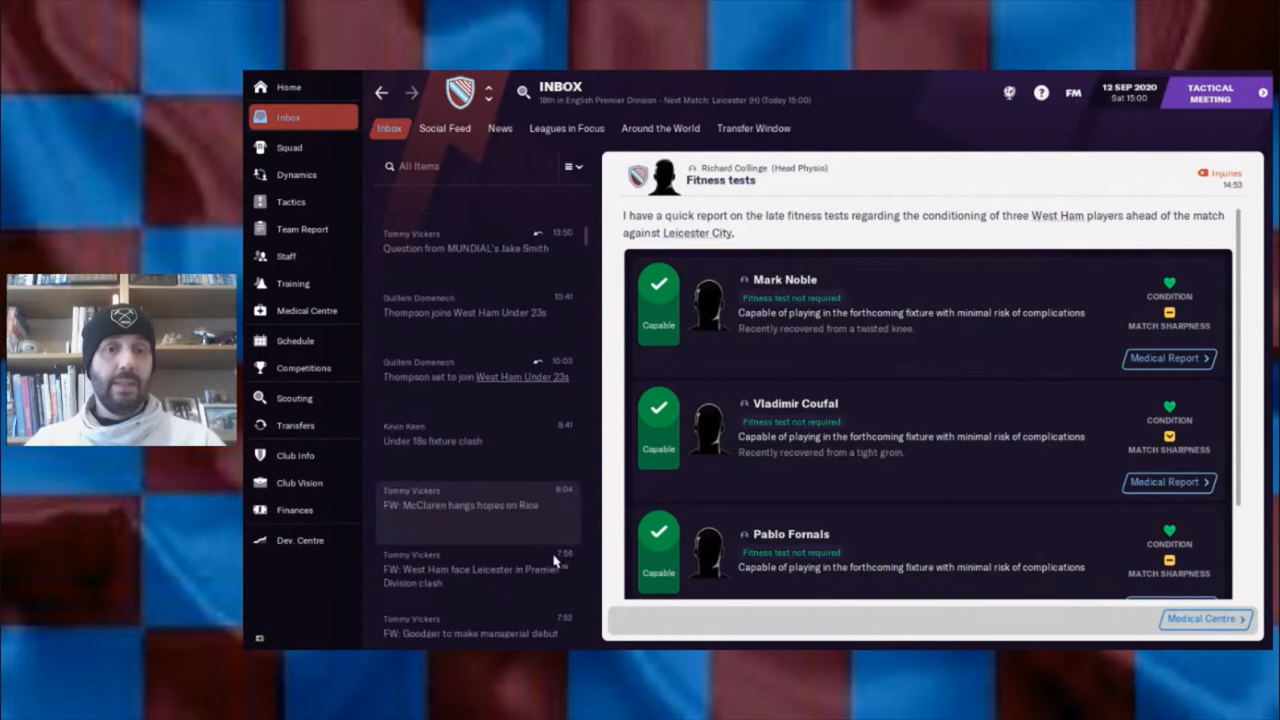 Home
Inbox
Squad
Dynamics
Tactics
Team Report
Staff
Training
Medical Centre
Schedule
Competitions
Scouting
Transfers
Club Info
Club Vision
Finances
Dev. Centre
INBOX
18th in English Premier Division - Next Match: Leicester (H) (Today 15:00)
?
FM
12 SEP 2020
Sat 15:00
TACTICAL
MEETING
Inbox Social Feed News Leagues in Focus Around the World Transfer Window
All Items
Tommy Vickers 13:50
Question from MUNDIAL's Jake Smith
Guillem Domenech 10:41
Thompson joins West Ham Under 23s
Guillem Domenech 10:03
Thompson set to join West Ham Under 23s
Kevin Keen 8:41
Under 18s fixture clash
Tommy Vickers 8:04
FW: McClaren hangs hopes on Rice
Tommy Vickers 7:56
FW: West Ham face Leicester in Premier
Division clash
Tommy Vickers 7:53
FW: Goodger to make managerial debut
Richard Collinge (Head Physio)
Fitness tests
Injuries
14:53
I have a quick report on the late fitness tests regarding the conditioning of three West Ham players ahead of the match
against Leicester City.
Capable
Mark Noble
Fitness test not required
Capable of playing in the forthcoming fixture with minimal risk of complications
Recently recovered from a twisted knee.
CONDITION
MATCH SHARPNESS
Medical Report
Capable
Vladimir Coufal
Fitness test not required
Capable of playing in the forthcoming fixture with minimal risk of complications
Recently recovered from a tight groin.
CONDITION
MATCH SHARPNESS
Medical Report
Capable
Pablo Fornals
Fitness test not required
Capable of playing in the forthcoming fixture with minimal risk of complications
CONDITION
MATCH SHARPNESS
Medical Centre